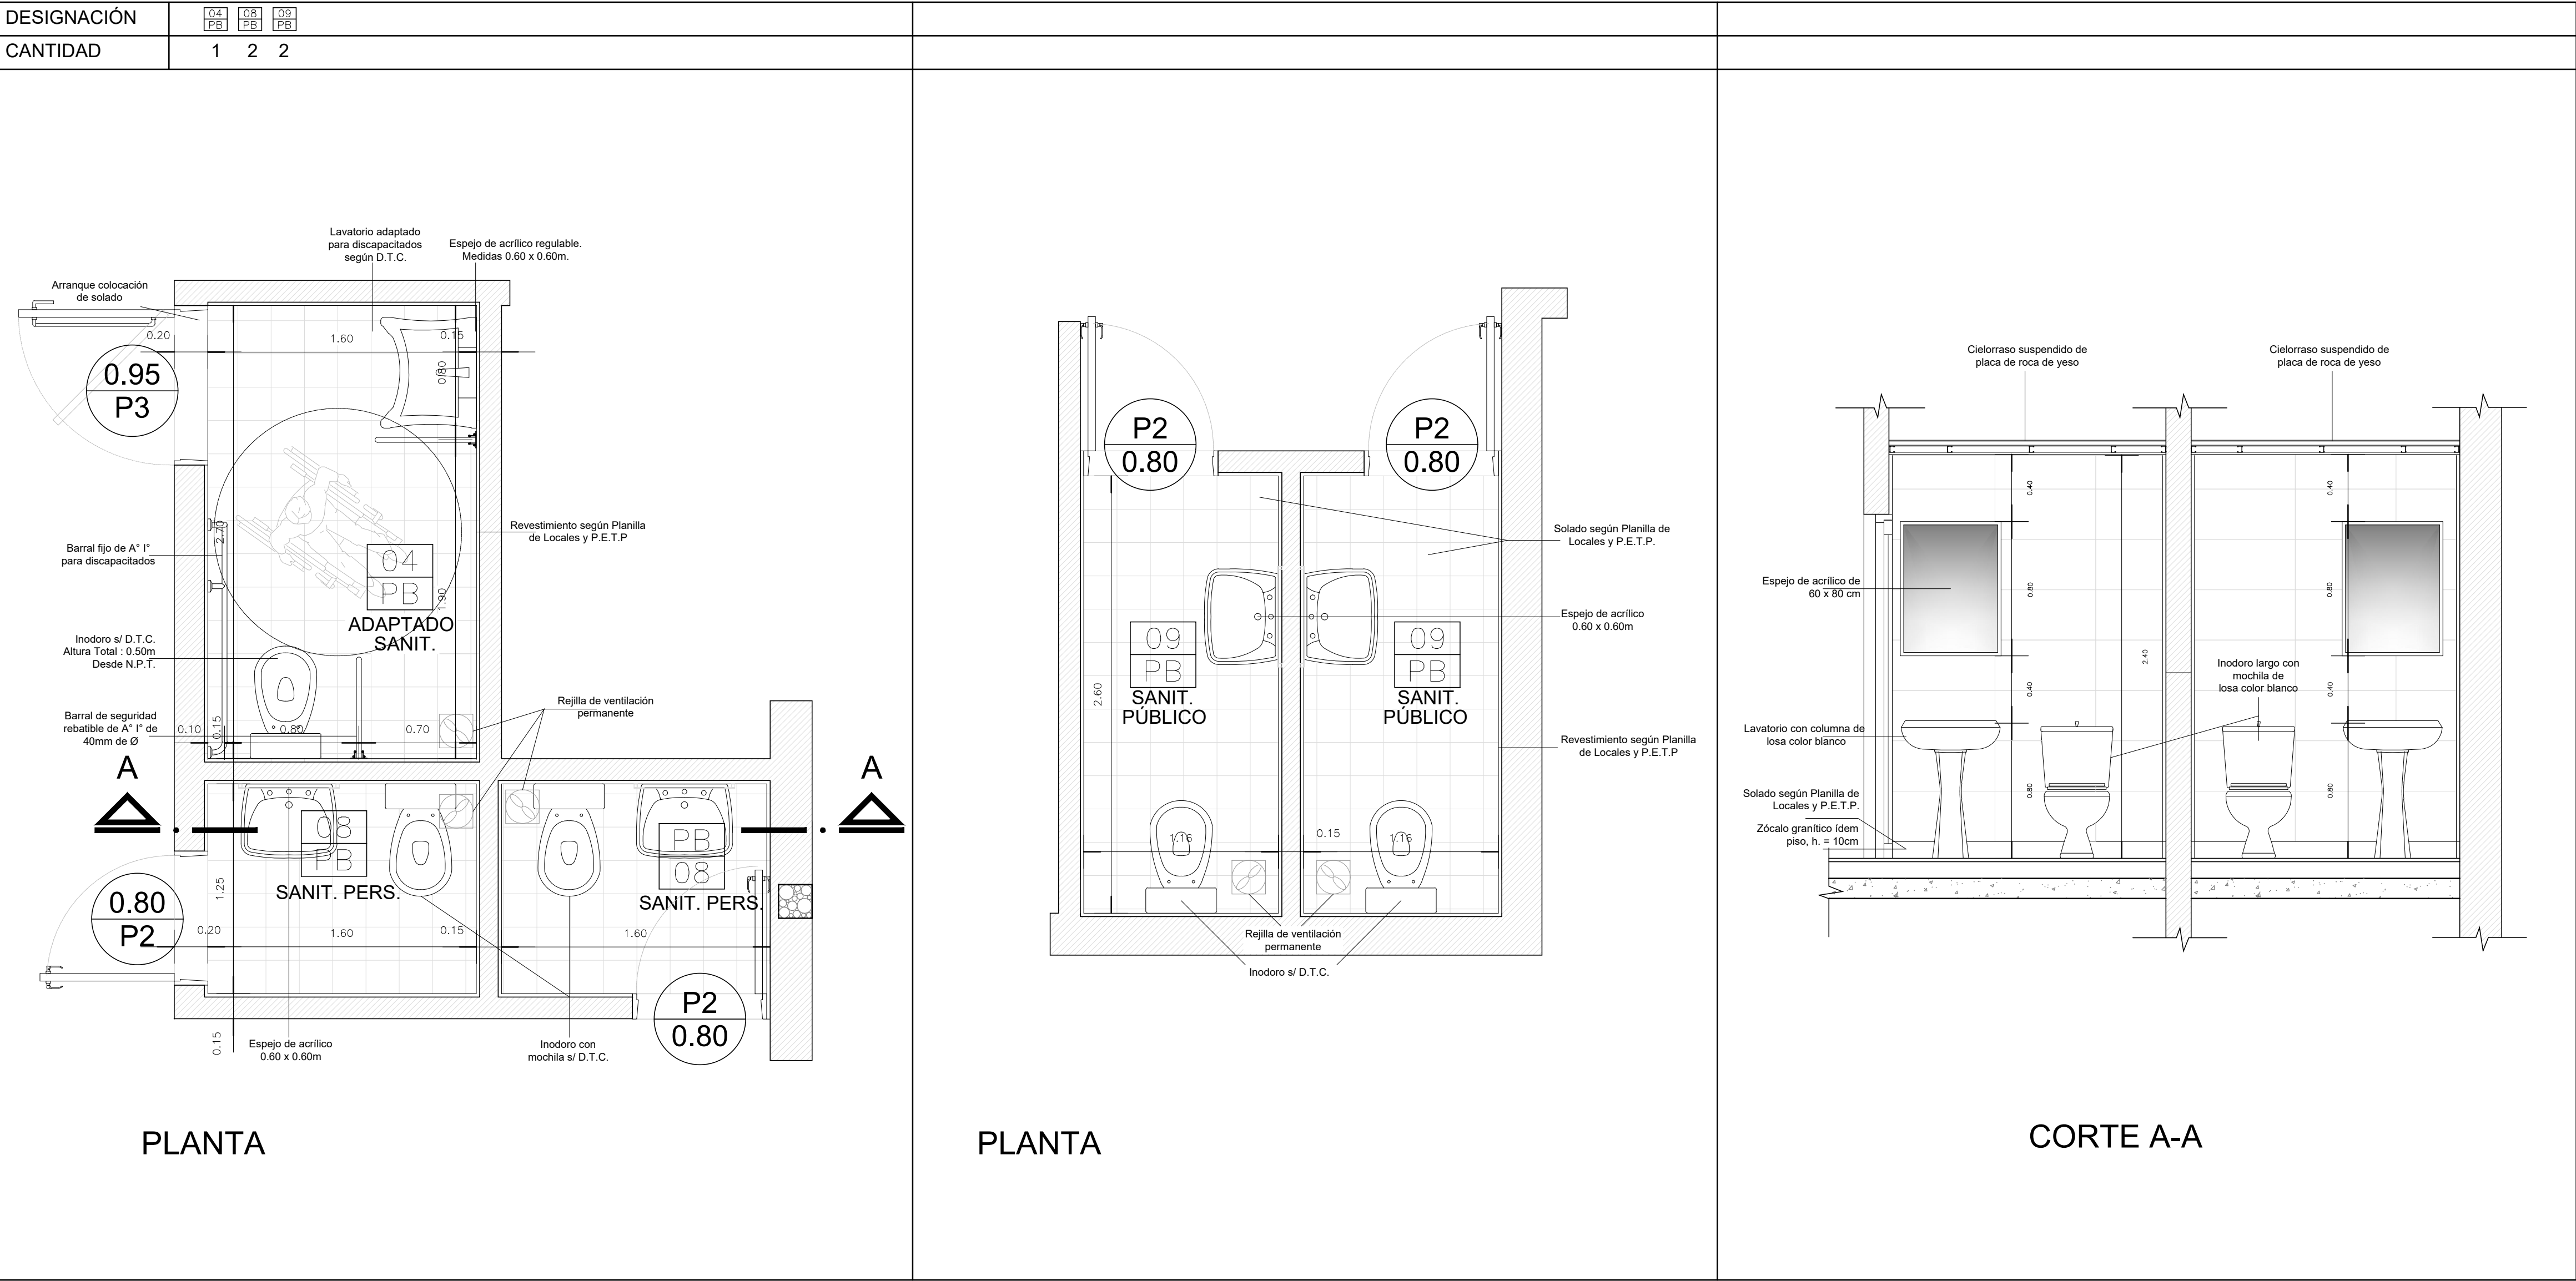 DESIGNACIÓN
04 08 09
PB PB PB
CANTIDAD
1 2 2
Lavatorio adaptado
para discapacitados
según D.T.C.
Espejo de acrílico regulable.
Medidas 0.60 x 0.60m.
Arranque colocación
de solado
0.20
1.60
0.15
0.80
0.95
P3
Barral fijo de A° I°
para discapacitados
2.70
Revestimiento según Planilla
de Locales y P.E.T.P
04
PB
1.90
ADAPTADO
SANIT.
Inodoro s/ D.T.C.
Altura Total : 0.50m
Desde N.P.T.
Barral de seguridad
rebatible de A° I° de
40mm de Ø
0.10
0.15
0.80
0.70
Rejilla de ventilación
permanente
A
A
08
PB
SANIT. PERS.
PB
08
SANIT. PERS.
1.25
0.80
P2
0.20
1.60
0.15
1.60
P2
0.80
0.15
Espejo de acrílico
0.60 x 0.60m
Inodoro con
mochila s/ D.T.C.
PLANTA
P2
0.80
P2
0.80
Solado según Planilla de
Locales y P.E.T.P.
Espejo de acrílico
0.60 x 0.60m
09
PB
SANIT.
PÚBLICO
09
PB
SANIT.
PÚBLICO
2.60
Revestimiento según Planilla
de Locales y P.E.T.P
1.16
0.15
1.16
Rejilla de ventilación
permanente
Inodoro s/ D.T.C.
PLANTA
Cielorraso suspendido de
placa de roca de yeso
Cielorraso suspendido de
placa de roca de yeso
0.40
0.40
Espejo de acrílico de
60 x 80 cm
0.80
0.80
2.40
Inodoro largo con
mochila de
losa color blanco
0.40
0.40
Lavatorio con columna de
losa color blanco
Solado según Planilla de
Locales y P.E.T.P.
0.80
0.80
Zócalo granítico ídem
piso, h. = 10cm
CORTE A-A